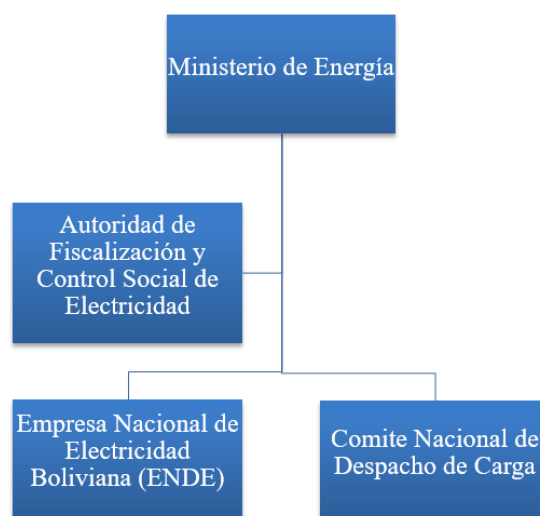 Ministerio de Energía
Autoridad de
Fiscalización y
Control Social de
Electricidad
Empresa Nacional de
Electricidad
Boliviana (ENDE)
Comite Nacional de
Despacho de Carga